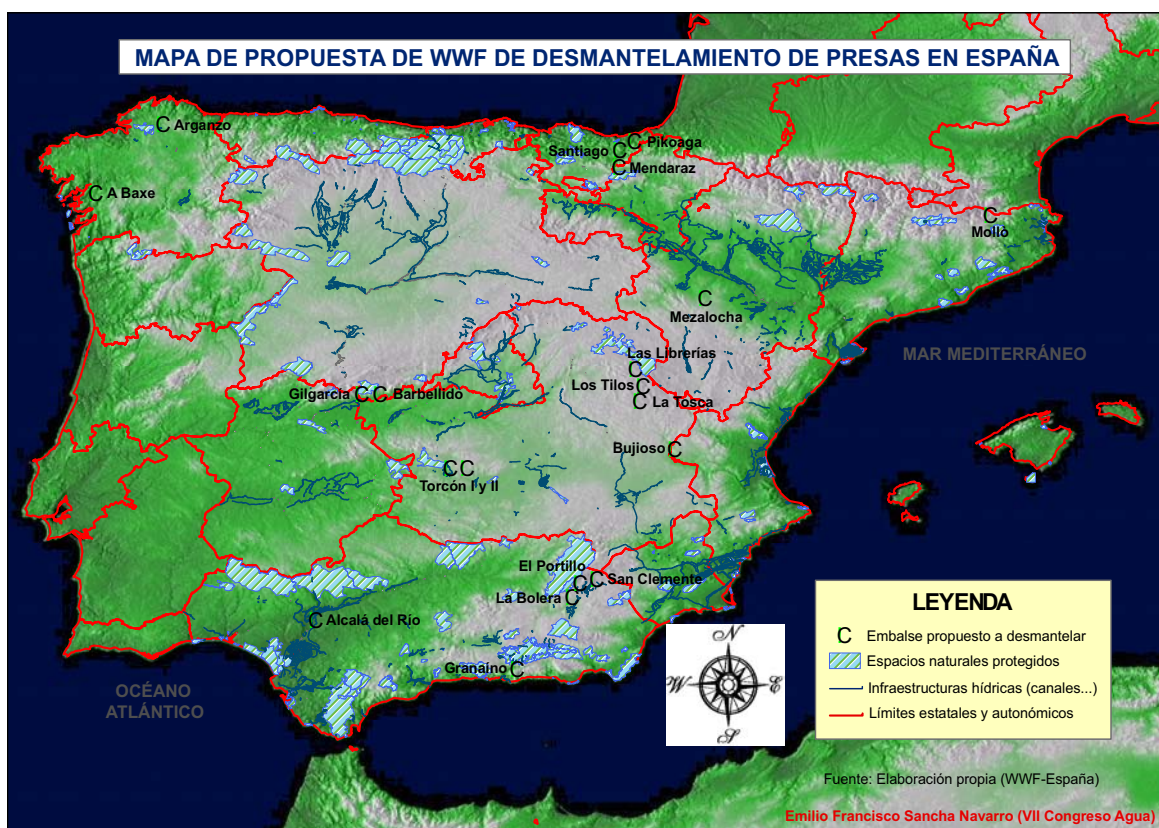 MAPA DE PROPUESTA DE WWF DE DESMANTELAMIENTO DE PRESAS EN ESPAÑA
C Arganzo
C Pikoaga
Santiago C
C Mendaraz
C A Baxe
C
Molló
C
Mezalocha
MAR MEDITERRÁNEO
Las Librerías
C
Los Tilos C
C La Tosca
Gilgarcia C C Barbellido
Bujioso C
C C
Torcón I y II
El Portillo
C C San Clemente
La Bolera C
C Alcalá del Río
Granaíno C
OCÉANO
ATLÁNTICO
N
W E
S
LEYENDA
C Embalse propuesto a desmantelar
Espacios naturales protegidos
Infraestructuras hídricas (canales...)
Límites estatales y autonómicos
Fuente: Elaboración propia (WWF-España)
Emilio Francisco Sancha Navarro (VII Congreso Agua)